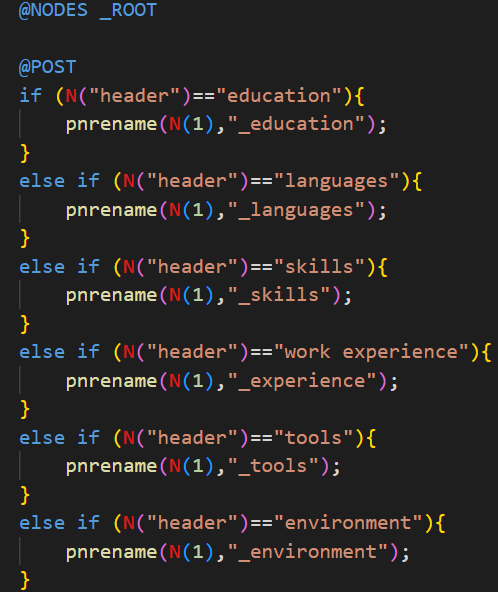 @NODES _ROOT

@POST
if (N("header")=="education"){
    pnrename(N(1),"_education");
}
else if (N("header")=="languages"){
    pnrename(N(1),"_languages");
}
else if (N("header")=="skills"){
    pnrename(N(1),"_skills");
}
else if (N("header")=="work experience"){
    pnrename(N(1),"_experience");
}
else if (N("header")=="tools"){
    pnrename(N(1),"_tools");
}
else if (N("header")=="environment"){
    pnrename(N(1),"_environment");
}